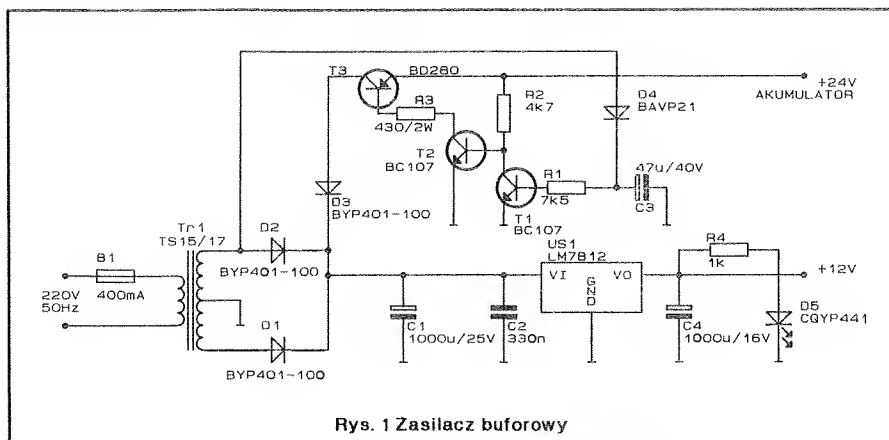 T3
BD280
R3
430/2W
R2
4k7
D4
BAVP21
+24V
AKUMULATOR
T2
BC107
47u/40V
C3
R1
7k5
T1
BC107
D3
BYP401-100
Tr1
TS15/17
D2
BYP401-100
B1
400mA
220V
50Hz
D1
BYP401-100
US1
LM7812
VI
GND
VO
R4
1k
+12V
C1
1000u/25V
C2
330n
C4
1000u/16V
D5
CQYP441
Rys. 1 Zasilacz buforowy